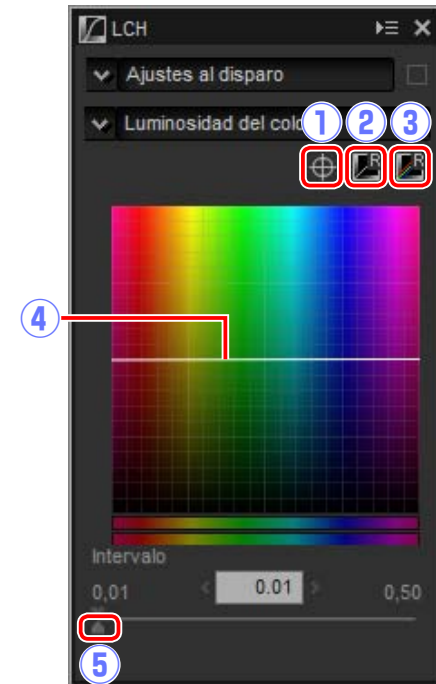 LCH
Ajustes al disparo
Luminosidad del colo
1 2 3
R R
4
Intervalo
0,01 0.01 0,50
5